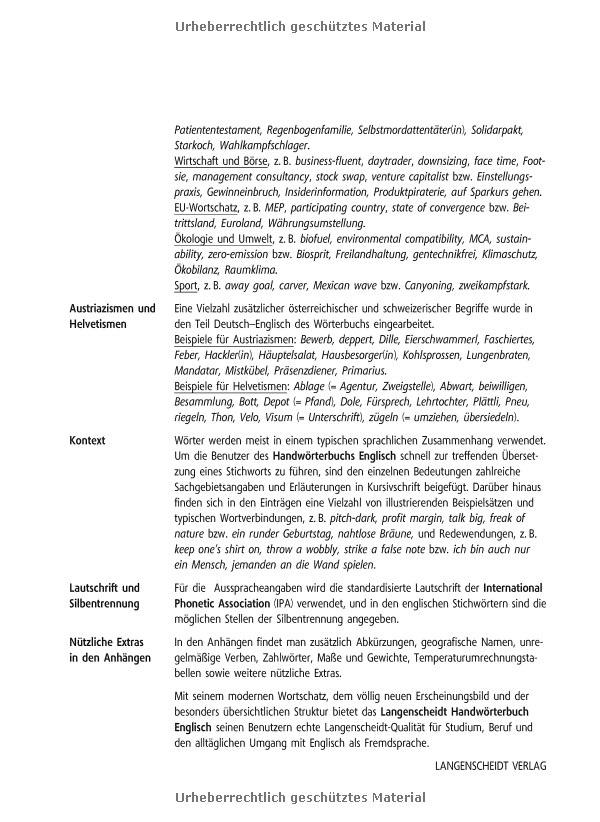 Urheberrechtlich geschütztes Material
Patiententestament, Regenbogenfamilie, Selbstmordattentäter(in), Solidarpakt,
Starkoch, Wahlkampfschlager.
Wirtschaft und Börse, z. B. business-fluent, daytrader, downsizing, face time, Foot-
sie, management consultancy, stock swap, venture capitalist bzw. Einstellungs-
praxis, Gewinneinbruch, Insiderinformation, Produktpiraterie, auf Sparkurs gehen.
EU-Wortschatz, z. B. MEP, participating country, state of convergence bzw. Bei-
trittsland, Euroland, Währungsumstellung.
Ökologie und Umwelt, z. B. biofuel, environmental compatibility, MCA, sustain-
ability, zero-emission bzw. Biosprit, Freilandhaltung, gentechnikfrei, Klimaschutz,
Ökobilanz, Raumklima.
Sport, z. B. away goal, carver, Mexican wave bzw. Canyoning, zweikampfstark.
Austriazismen und Eine Vielzahl zusätzlicher österreichischer und schweizerischer Begriffe wurde in
Helvetismen den Teil Deutsch–Englisch des Wörterbuchs eingearbeitet.
Beispiele für Austriazismen: Bewerb, deppert, Dille, Eierschwammerl, Faschiertes,
Feber, Hackler(in), Häuptelsalat, Hausbesorger(in), Kohlsprossen, Lungenbraten,
Mandatar, Mistkübel, Präsenzdiener, Primarius.
Beispiele für Helvetismen: Ablage (= Agentur, Zweigstelle), Abwart, beiwilligen,
Besammlung, Bott, Depot (= Pfand), Dole, Fürsprech, Lehrtochter, Plättli, Pneu,
riegeln, Thon, Velo, Visum (= Unterschrift), zügeln (= umziehen, übersiedeln).
Kontext Wörter werden meist in einem typischen sprachlichen Zusammenhang verwendet.
Um die Benutzer des Handwörterbuchs Englisch schnell zur treffenden Überset-
zung eines Stichworts zu führen, sind den einzelnen Bedeutungen zahlreiche
Sachgebietsangaben und Erläuterungen in Kursivschrift beigefügt. Darüber hinaus
finden sich in den Einträgen eine Vielzahl von illustrierenden Beispielsätzen und
typischen Wortverbindungen, z. B. pitch-dark, profit margin, talk big, freak of
nature bzw. ein runder Geburtstag, nahtlose Bräune, und Redewendungen, z. B.
keep one's shirt on, throw a wobbly, strike a false note bzw. ich bin auch nur
ein Mensch, jemanden an die Wand spielen.
Lautschrift und Für die Ausspracheangaben wird die standardisierte Lautschrift der International
Silbentrennung Phonetic Association (IPA) verwendet, und in den englischen Stichwörtern sind die
möglichen Stellen der Silbentrennung angegeben.
Nützliche Extras In den Anhängen findet man zusätzlich Abkürzungen, geografische Namen, unre-
in den Anhängen gelmäßige Verben, Zahlwörter, Maße und Gewichte, Temperaturumrechnungsta-
bellen sowie weitere nützliche Extras.
Mit seinem modernen Wortschatz, dem völlig neuen Erscheinungsbild und der
besonders übersichtlichen Struktur bietet das Langenscheidt Handwörterbuch
Englisch seinen Benutzern echte Langenscheidt-Qualität für Studium, Beruf und
den alltäglichen Umgang mit Englisch als Fremdsprache.
LANGENSCHEIDT VERLAG
Urheberrechtlich geschütztes Material